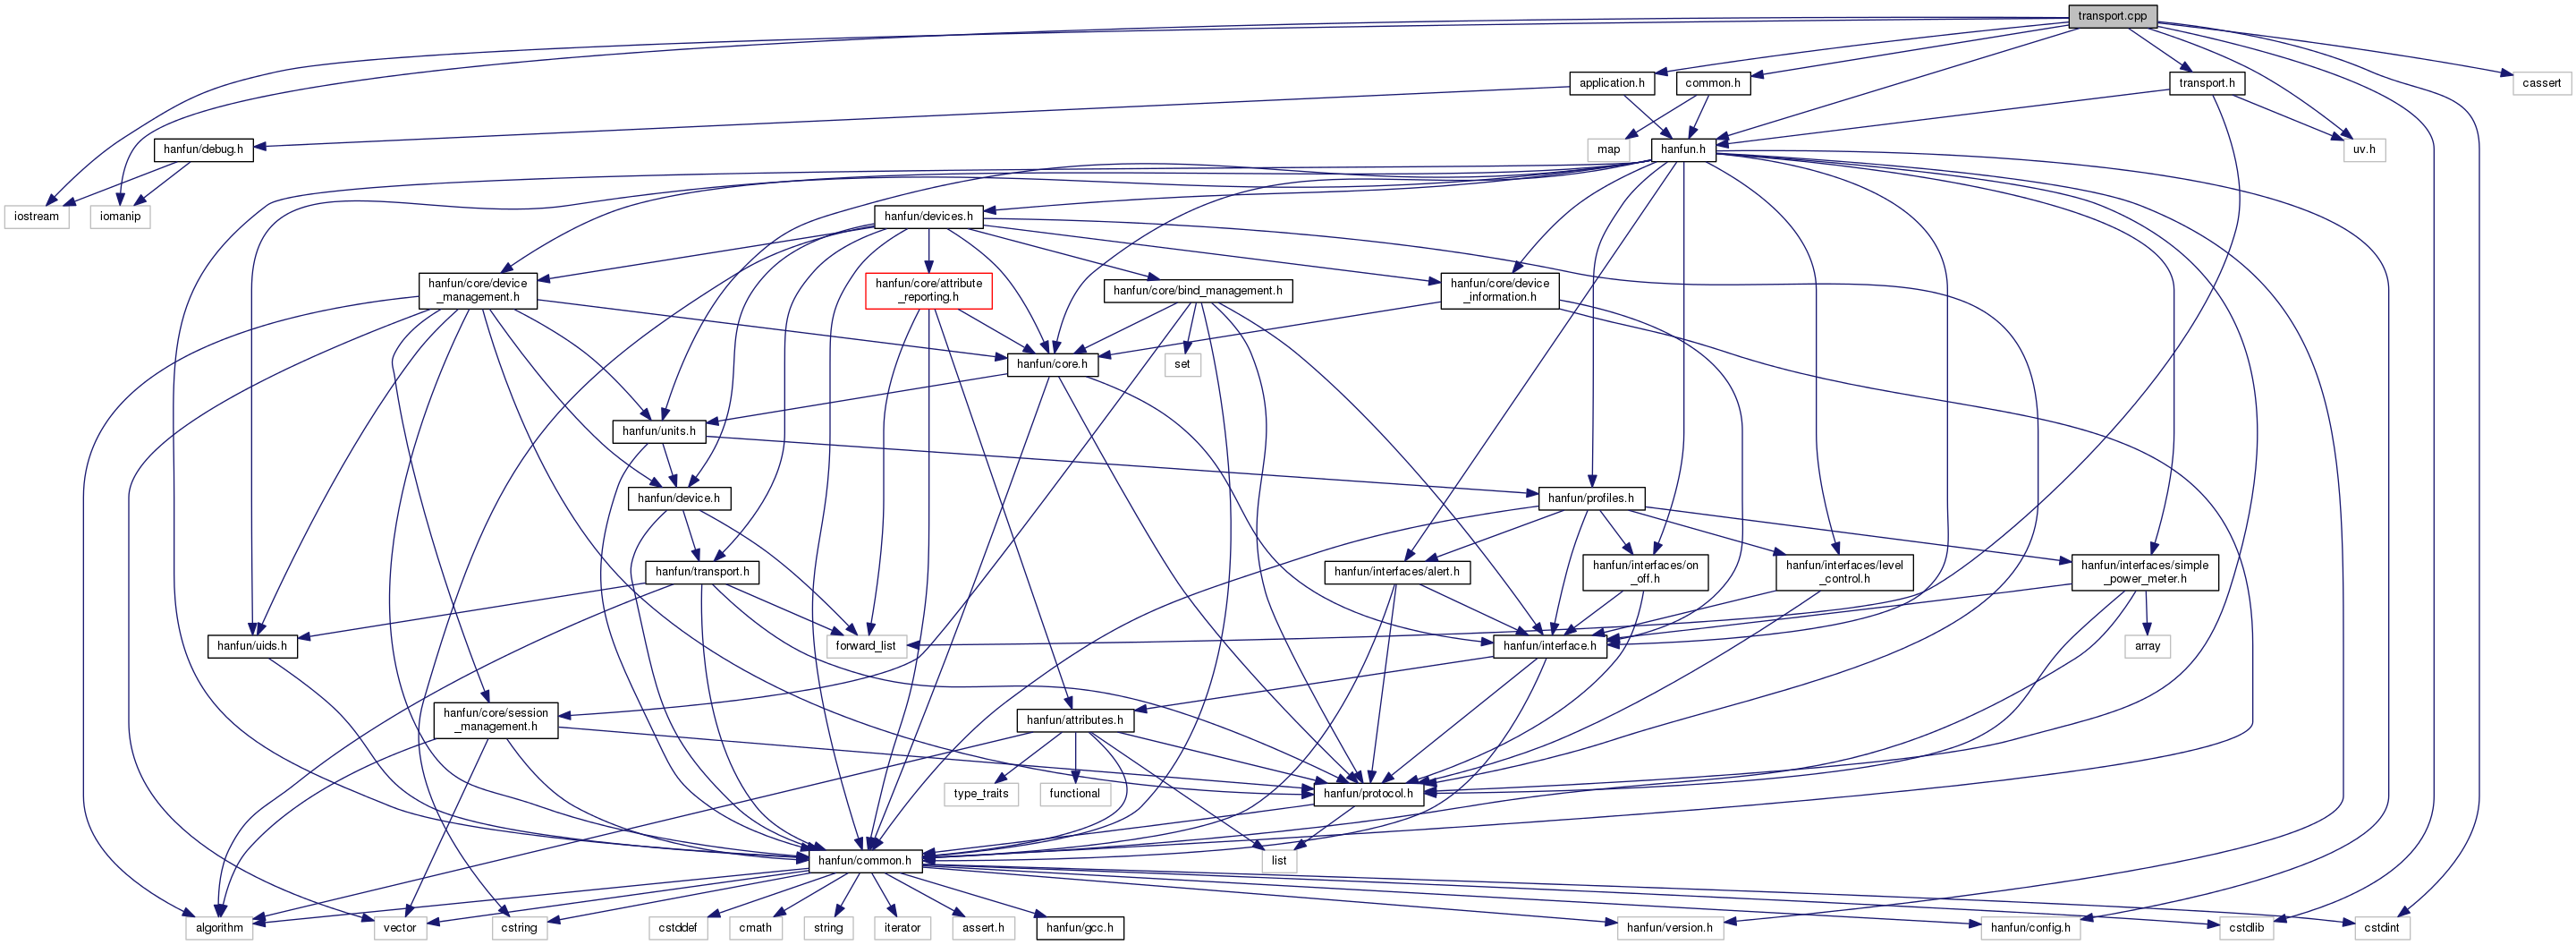 transport.cpp
application.h
common.h
transport.h
cassert
hanfun/debug.h
map
hanfun.h
uv.h
iostream
iomanip
hanfun/devices.h
hanfun/core/device
_management.h
hanfun/core/attribute
_reporting.h
hanfun/core/bind_management.h
hanfun/core/device
_information.h
hanfun/core.h
set
hanfun/units.h
hanfun/device.h
hanfun/profiles.h
hanfun/transport.h
hanfun/interfaces/alert.h
hanfun/interfaces/on
_off.h
hanfun/interfaces/level
_control.h
hanfun/interfaces/simple
_power_meter.h
hanfun/uids.h
forward_list
hanfun/interface.h
array
hanfun/core/session
_management.h
hanfun/attributes.h
type_traits
functional
hanfun/protocol.h
hanfun/common.h
list
algorithm
vector
cstring
cstddef
cmath
string
iterator
assert.h
hanfun/gcc.h
hanfun/version.h
hanfun/config.h
cstdlib
cstdint